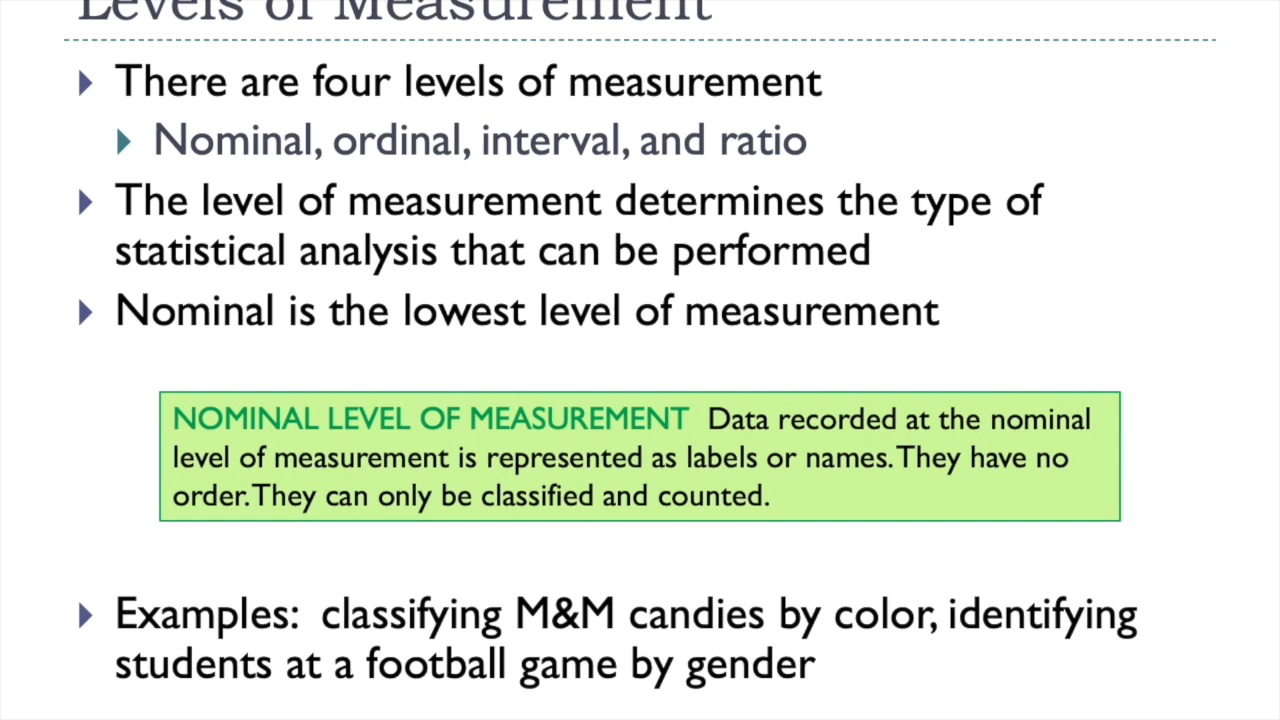 Levels of Measurement
There are four levels of measurement
Nominal, ordinal, interval, and ratio
The level of measurement determines the type of
statistical analysis that can be performed
Nominal is the lowest level of measurement
NOMINAL LEVEL OF MEASUREMENT Data recorded at the nominal
level of measurement is represented as labels or names. They have no
order. They can only be classified and counted.
Examples: classifying M&M candies by color, identifying
students at a football game by gender